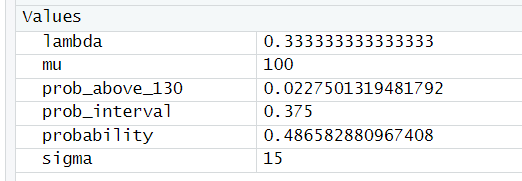 Values
lambda 0.333333333333333
mu 100
prob_above_130 0.0227501319481792
prob_interval 0.375
probability 0.486582880967408
sigma 15